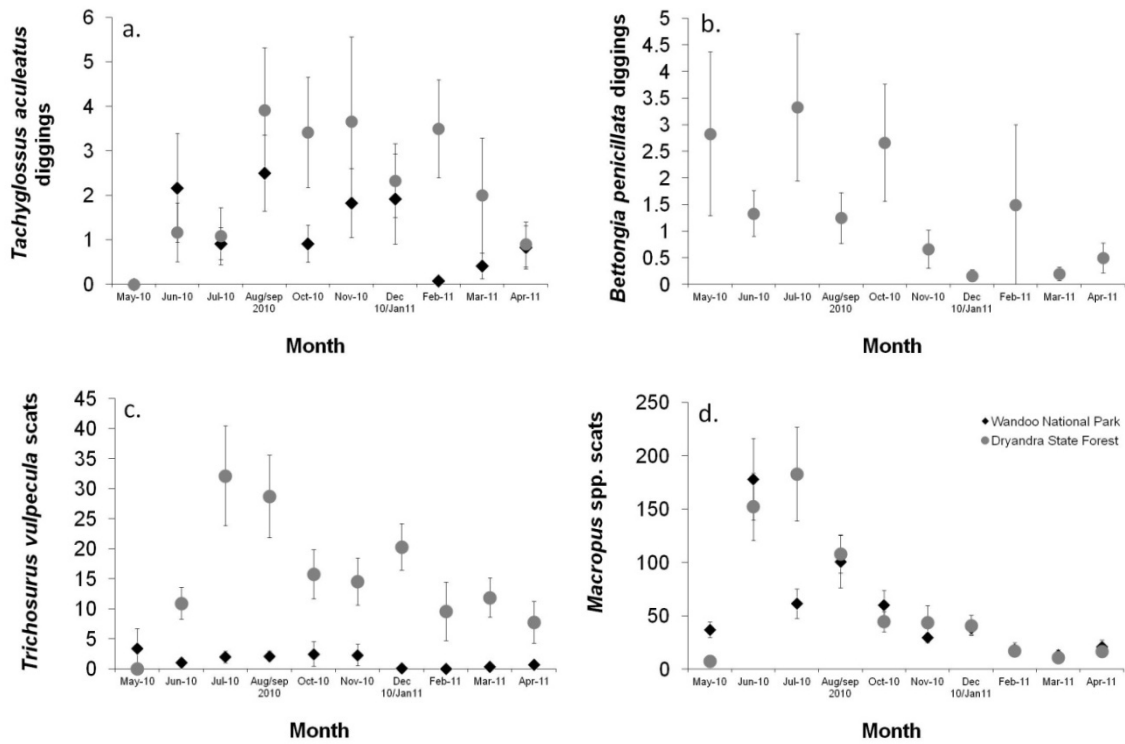 a.
Tachyglossus aculeatus
diggings
6
5
4
3
2
1
0
May-10 Jun-10 Jul-10 Aug/sep Oct-10 Nov-10 Dec Feb-11 Mar-11 Apr-11
2010 10/Jan11
Month
b.
Bettongia penicillata diggings
5
4.5
4
3.5
3
2.5
2
1.5
1
0.5
0
May-10 Jun-10 Jul-10 Aug/sep Oct-10 Nov-10 Dec Feb-11 Mar-11 Apr-11
2010 10/Jan11
Month
c.
Trichosurus vulpecula scats
45
40
35
30
25
20
15
10
5
0
May-10 Jun-10 Jul-10 Aug/sep Oct-10 Nov-10 Dec Feb-11 Mar-11 Apr-11
2010 10/Jan11
Month
d.
Macropus spp. scats
250
200
150
100
50
0
Wandoo National Park
Dryandra State Forest
May-10 Jun-10 Jul-10 Aug/sep Oct-10 Nov-10 Dec Feb-11 Mar-11 Apr-11
2010 10/Jan11
Month